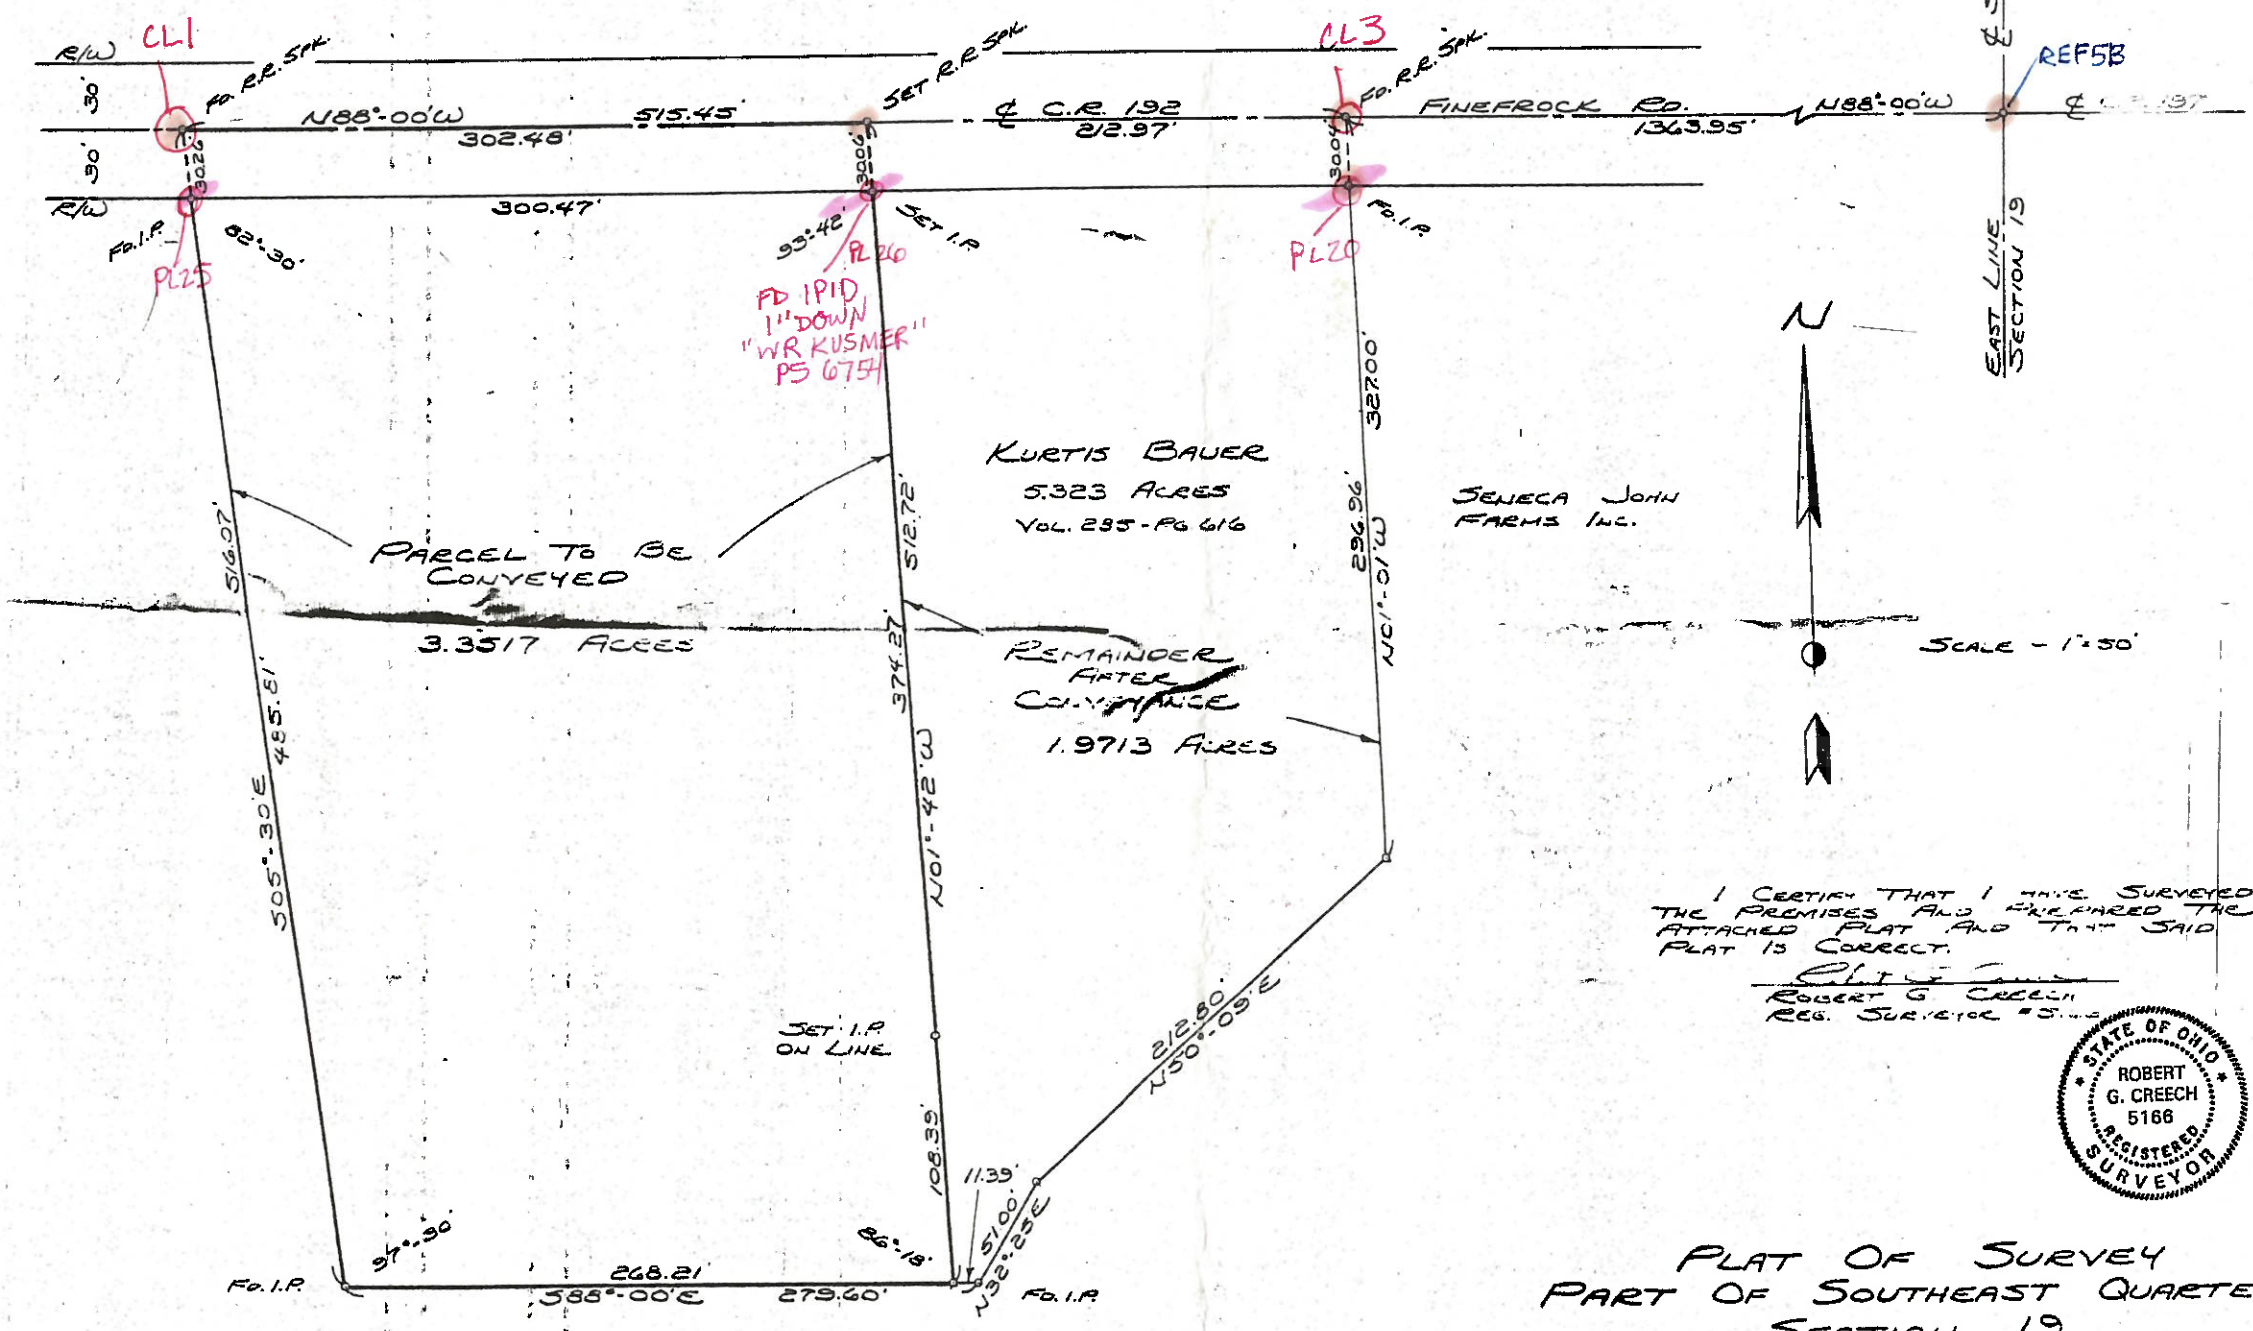 CL1
R/W
30'
30'
R/W
Fo. R.R. SPK.
N88°-00'W
515.45'
302.48'
SET R.R SPK.
℄ C.R. 192
212.97'
CL3
Fo. R.R. SPK.
FINEFROCK RD.
1363.95'
N88°-00'W
REF5B
30.26'
30.06'
30.04'
300.47'
Fo.I.P.
82°-30'
PL25
93°-42'
PL26
SET I.P.
FD IPID
1" DOWN
"WR KUSMER"
PS 6754
PL20
Fo.I.P.
EAST LINE
SECTION 19
N
KURTIS BAUER
5.323 ACRES
VOL. 295-PG 616
SENECA JOHN
FARMS INC.
327.00'
296.96'
N01°-01'W
516.07'
485.81'
S05°-30'E
PARCEL TO BE
CONVEYED
3.3517 ACRES
512.72'
374.27'
N01°-42'W
REMAINDER
AFTER
CONVEYANCE
1.9713 ACRES
SCALE - 1"=50'
I CERTIFY THAT I HAVE SURVEYED
THE PREMISES AND PREPARED THE
ATTACHED PLAT AND THAT SAID
PLAT IS CORRECT.
ROBERT G CREECH
REG. SURVEYOR
STATE OF OHIO
ROBERT
G. CREECH
5166
REGISTERED
SURVEYOR
SET I.P.
ON LINE
108.39'
11.39'
51.00'
N32°-25'E
212.80'
N50°-09'E
97°-30'
86°-18'
Fo.I.P.
268.21'
S88°-00'E
279.60'
Fo.I.P.
PLAT OF SURVEY
PART OF SOUTHEAST QUARTE
SECTION 19